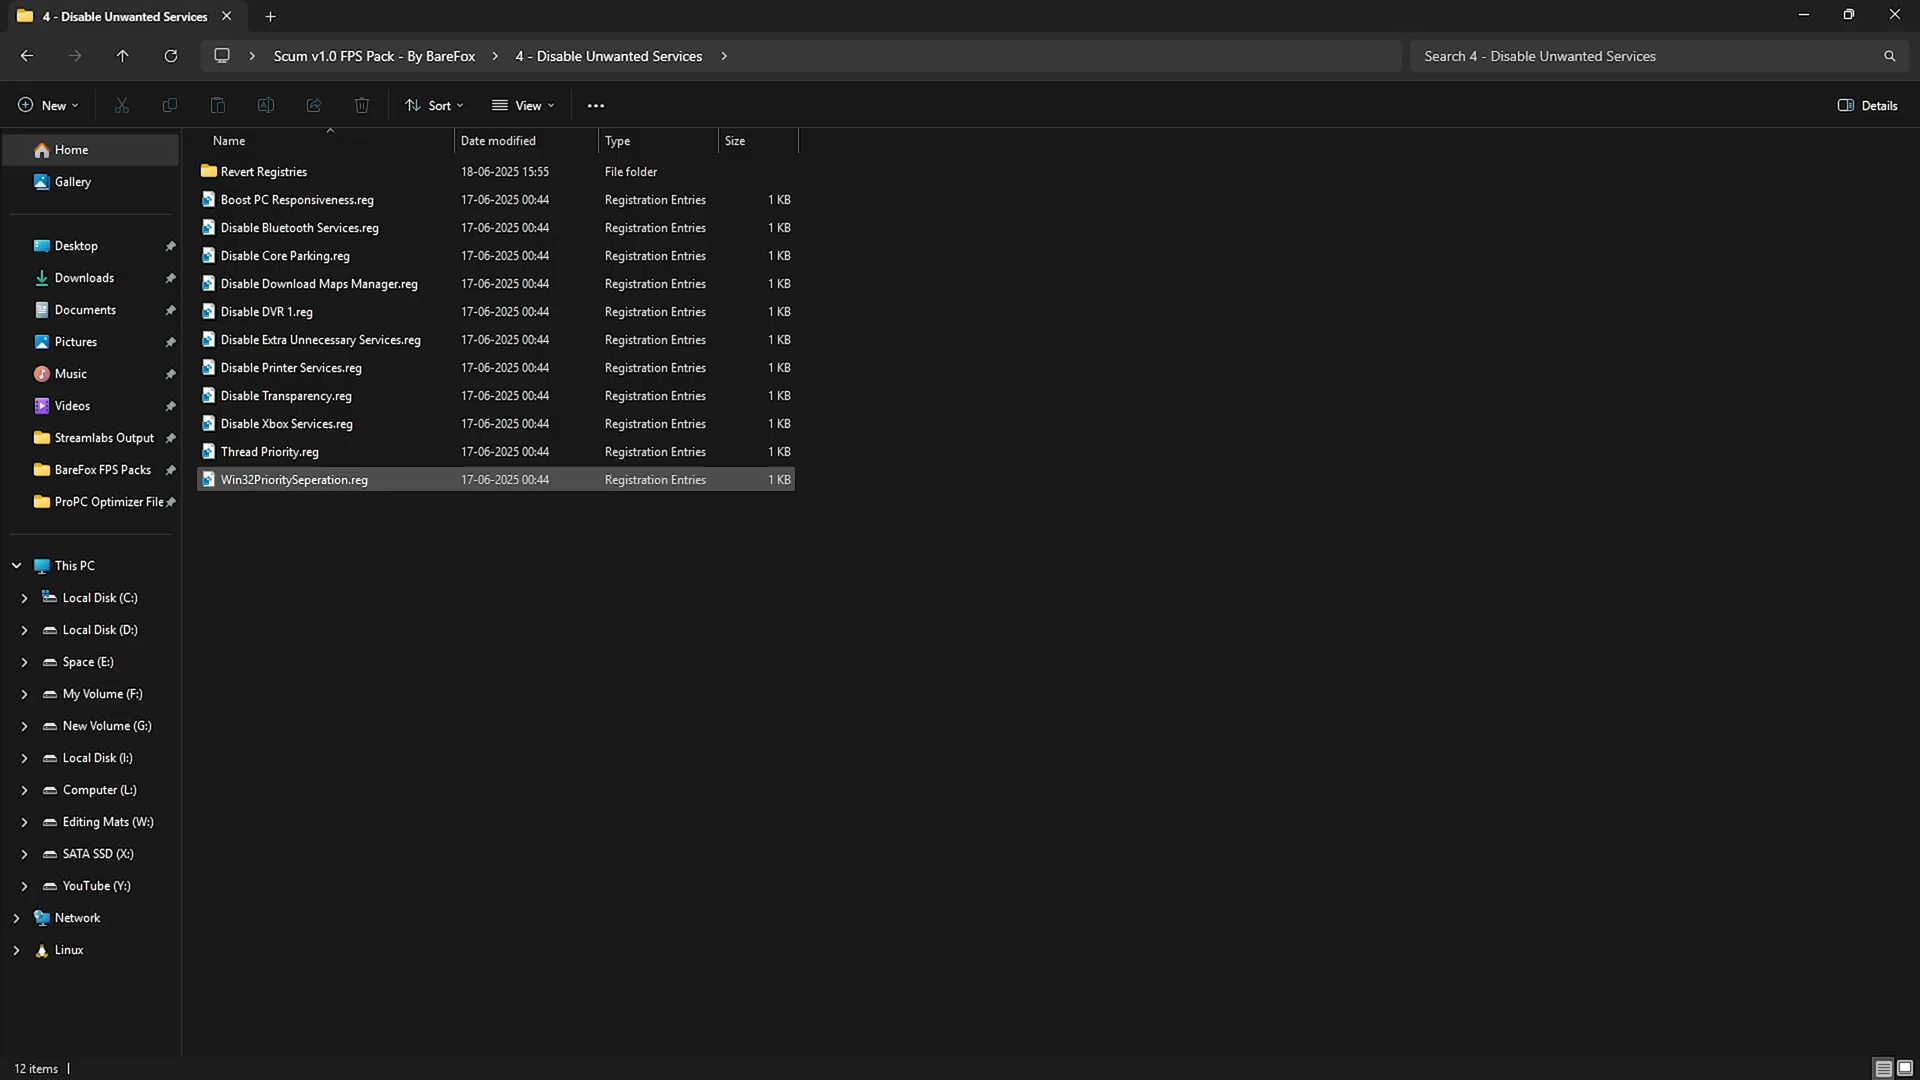 4 - Disable Unwanted Services
Scum v1.0 FPS Pack - By BareFox > 4 - Disable Unwanted Services >
Search 4 - Disable Unwanted Services
New
Sort
View
Details
Name Date modified Type Size
Revert Registries 18-06-2025 15:55 File folder
Boost PC Responsiveness.reg 17-06-2025 00:44 Registration Entries 1 KB
Disable Bluetooth Services.reg 17-06-2025 00:44 Registration Entries 1 KB
Disable Core Parking.reg 17-06-2025 00:44 Registration Entries 1 KB
Disable Download Maps Manager.reg 17-06-2025 00:44 Registration Entries 1 KB
Disable DVR 1.reg 17-06-2025 00:44 Registration Entries 1 KB
Disable Extra Unnecessary Services.reg 17-06-2025 00:44 Registration Entries 1 KB
Disable Printer Services.reg 17-06-2025 00:44 Registration Entries 1 KB
Disable Transparency.reg 17-06-2025 00:44 Registration Entries 1 KB
Disable Xbox Services.reg 17-06-2025 00:44 Registration Entries 1 KB
Thread Priority.reg 17-06-2025 00:44 Registration Entries 1 KB
Win32PrioritySeperation.reg 17-06-2025 00:44 Registration Entries 1 KB
Home
Gallery
Desktop
Downloads
Documents
Pictures
Music
Videos
Streamlabs Output
BareFox FPS Packs
ProPC Optimizer File
This PC
Local Disk (C:)
Local Disk (D:)
Space (E:)
My Volume (F:)
New Volume (G:)
Local Disk (I:)
Computer (L:)
Editing Mats (W:)
SATA SSD (X:)
YouTube (Y:)
Network
Linux
12 items